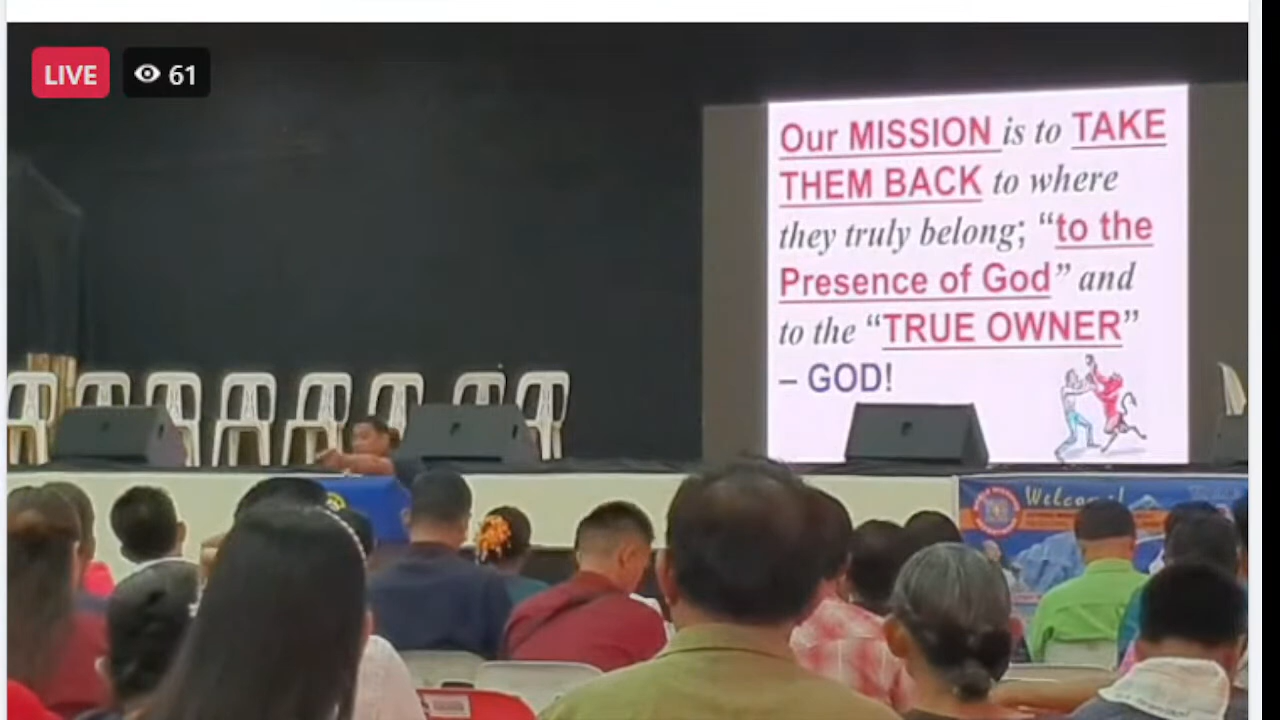 LIVE 61
Our MISSION is to TAKE
THEM BACK to where
they truly belong; “to the
Presence of God” and
to the “TRUE OWNER”
– GOD!
Welcome!